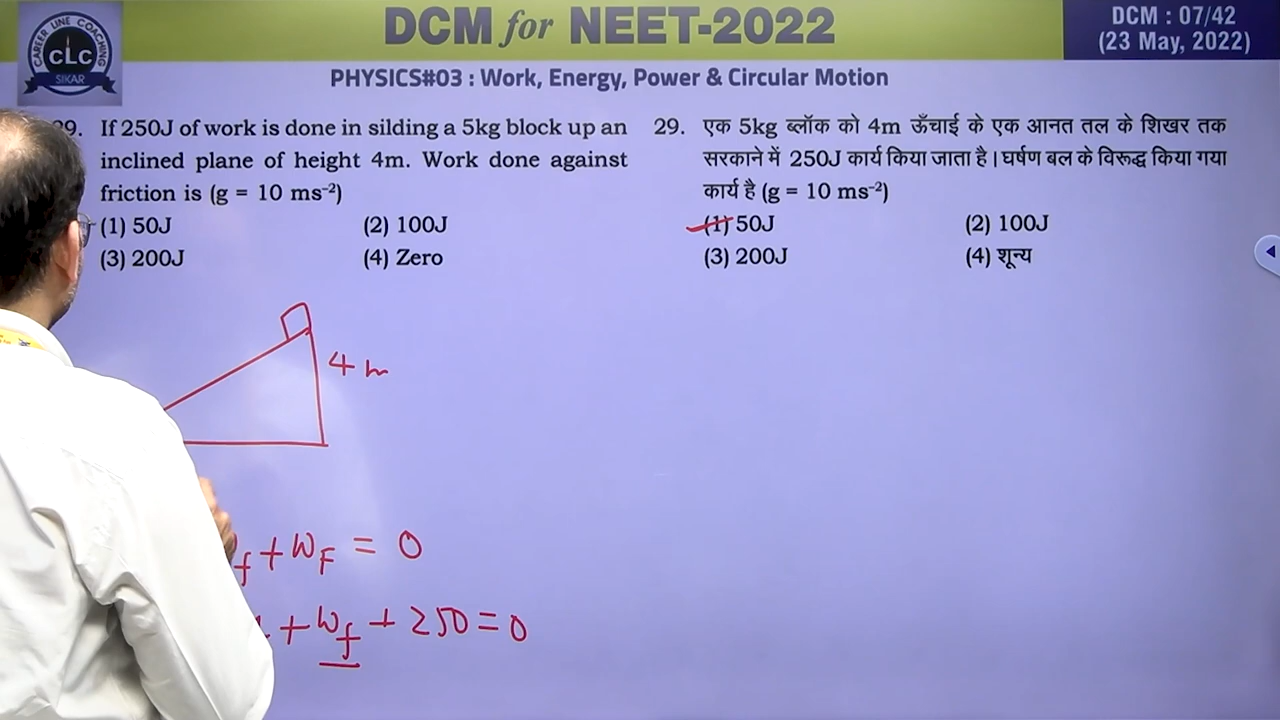 DCM for NEET-2022
DCM : 07/42
(23 May, 2022)
CAREER LINE COACHING
CLC
SIKAR
PHYSICS#03 : Work, Energy, Power & Circular Motion
If 250J of work is done in silding a 5kg block up an
inclined plane of height 4m. Work done against
friction is (g = 10 ms⁻²)
(1) 50J (2) 100J
(3) 200J (4) Zero
29. एक 5kg ब्लॉक को 4m ऊँचाई के एक आनत तल के शिखर तक
सरकाने में 250J कार्य किया जाता है। घर्षण बल के विरूद्ध किया गया
कार्य है (g = 10 ms⁻²)
(1) 50J (2) 100J
(3) 200J (4) शून्य
4 m
f + WF = 0
+ Wf + 250 = 0